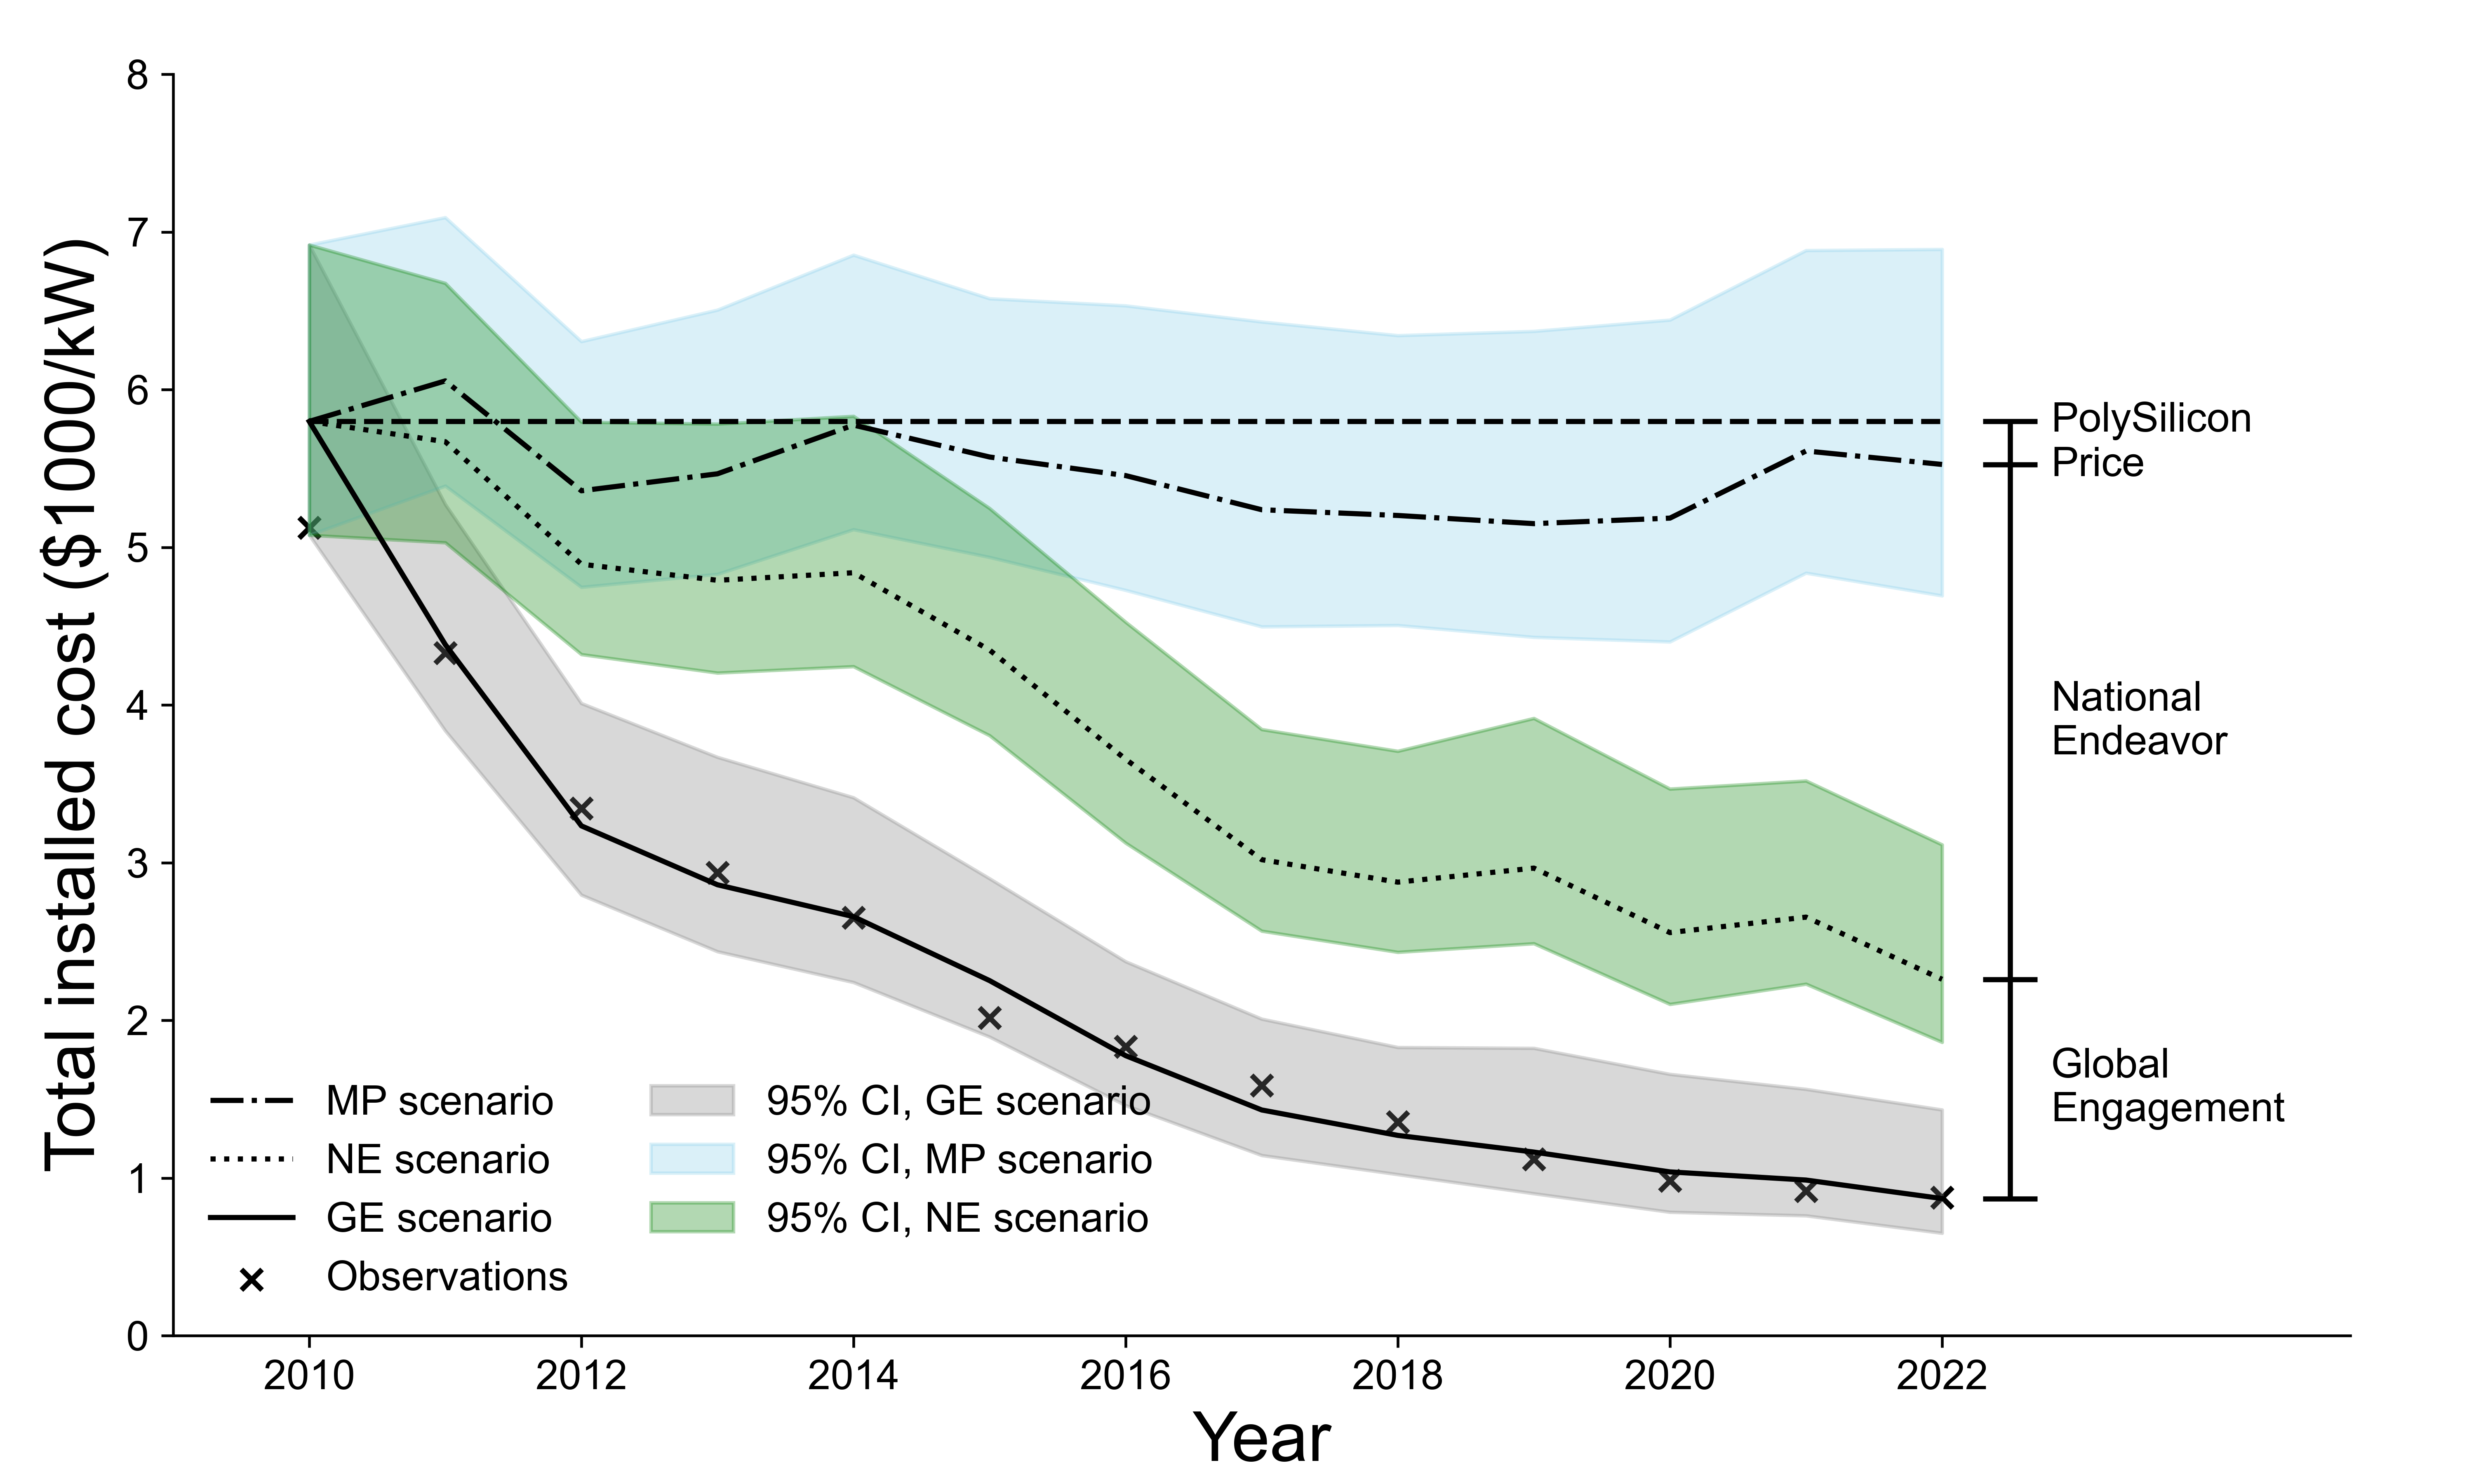 Total installed cost ($1000/kW)
8
7
6
5
4
3
2
1
0
2010
2012
2014
2016
2018
2020
2022
Year
MP scenario
NE scenario
GE scenario
Observations
95% CI, GE scenario
95% CI, MP scenario
95% CI, NE scenario
PolySilicon
Price
National
Endeavor
Global
Engagement